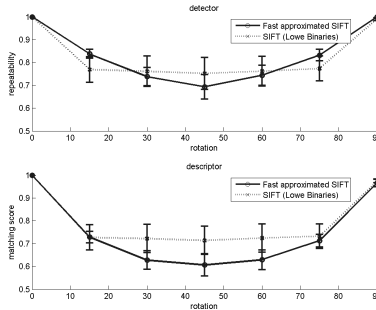 detector
1
0.9
0.8
0.7
0.6
0.5
repeatability
Fast approximated SIFT
SIFT (Lowe Binaries)
0 10 20 30 40 50 60 70 80 90
rotation
descriptor
1
0.9
0.8
0.7
0.6
0.5
matching score
Fast approximated SIFT
SIFT (Lowe Binaries)
0 10 20 30 40 50 60 70 80 90
rotation